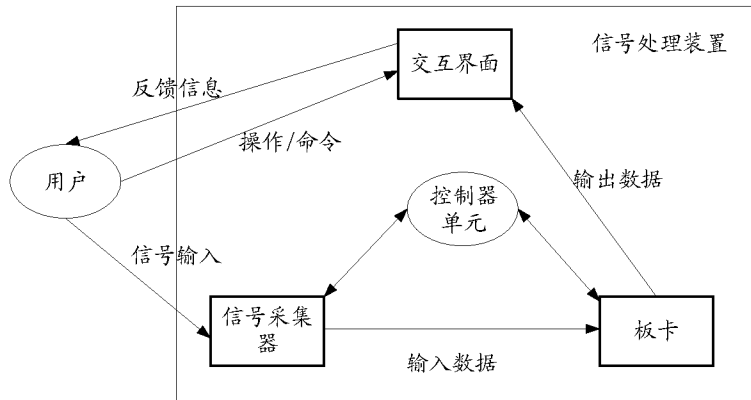 信号处理装置
交互界面
反馈信息
操作/命令
用户
控制器
单元
输出数据
信号输入
信号采集
器
板卡
输入数据